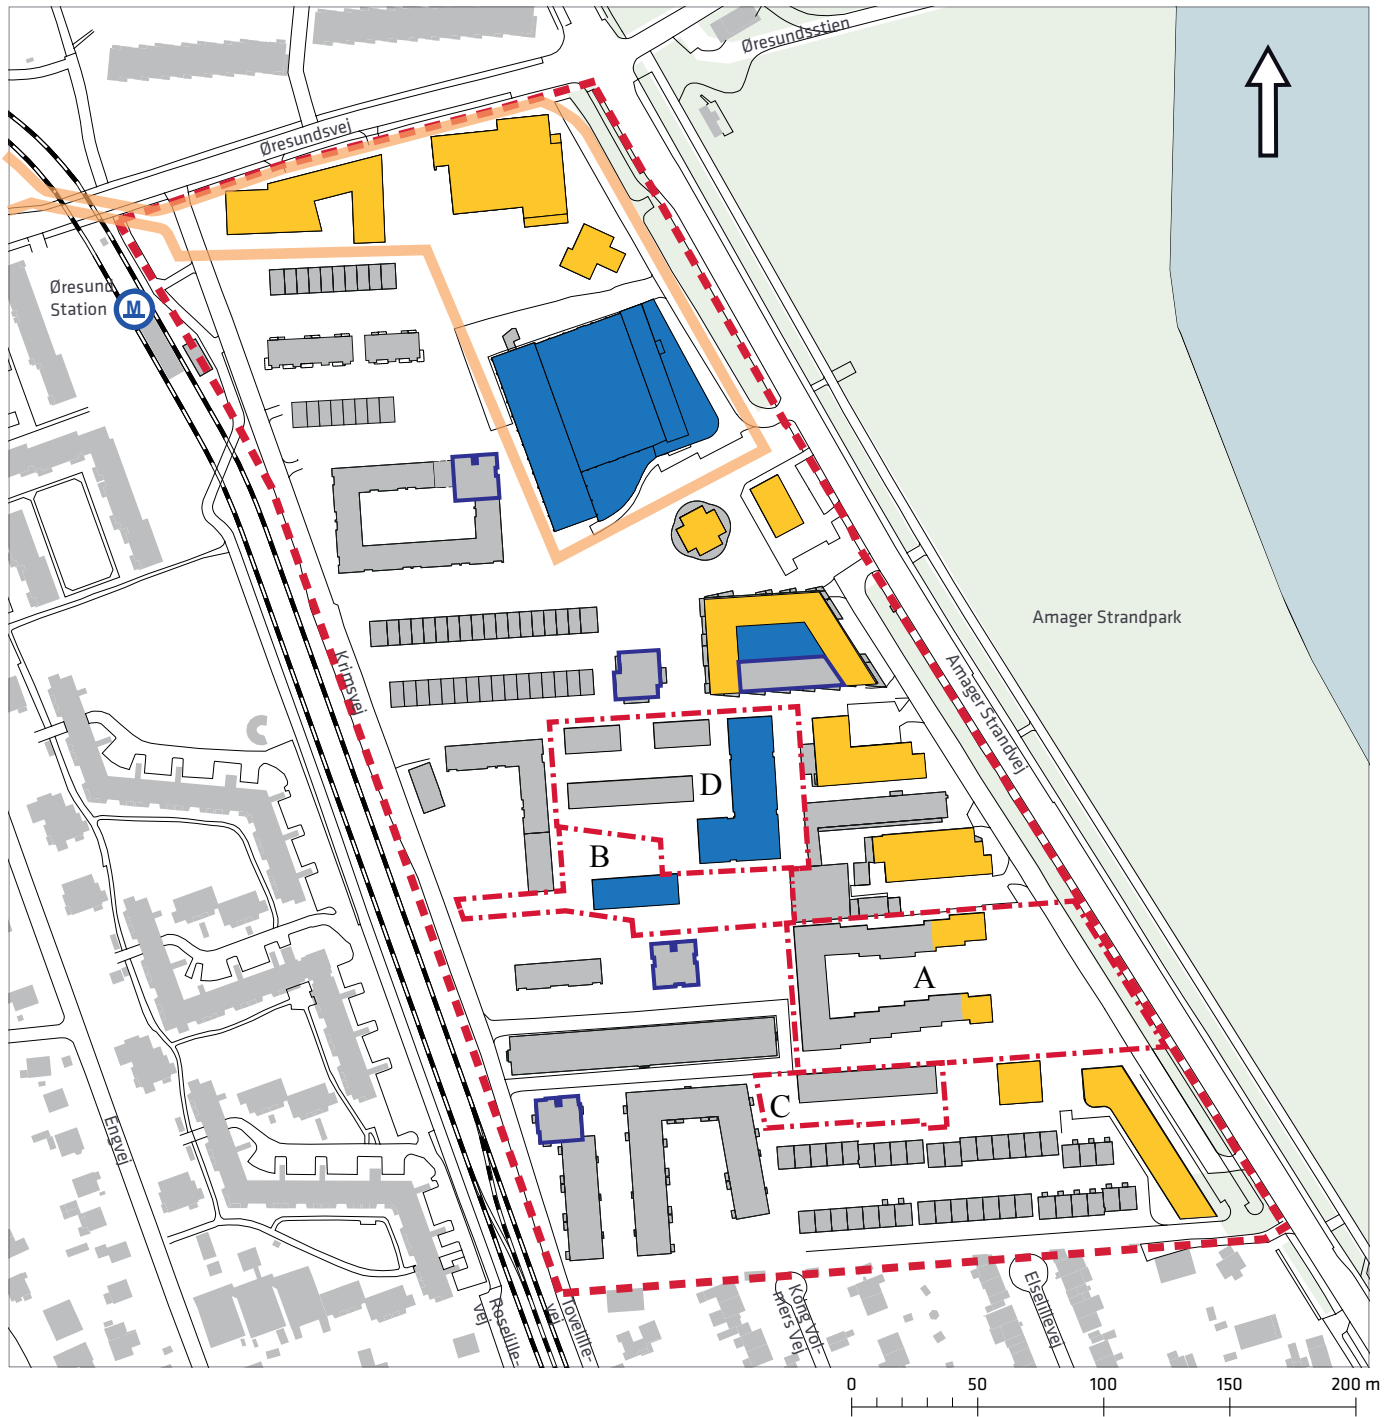 Øresundsstien
Øresundsvej
Øresund
Station
M
Amager Strandpark
Krimsvej
Amager Strandvej
D
B
A
C
Engvej
Roselille-
vej
Tovelille-
vej
Kong Vol-
mers Vej
Elselillevej
0 50 100 150 200 m